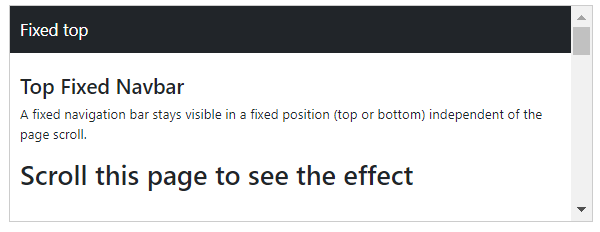 Fixed top
Top Fixed Navbar
A fixed navigation bar stays visible in a fixed position (top or bottom) independent of the
page scroll.
Scroll this page to see the effect